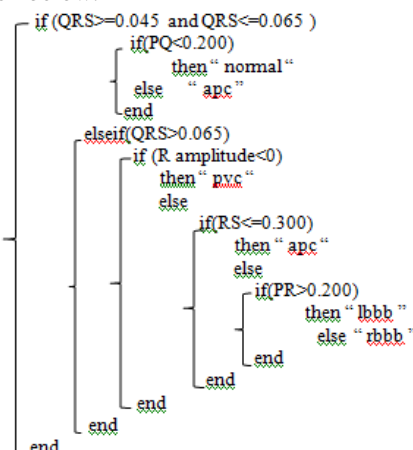 if (QRS>=0.045 and QRS<=0.065 )
if(PQ<0.200)
then “ normal “
else “ apc ”
end
elseif(QRS>0.065)
if (R amplitude<0)
then “ pvc “
else
if(RS<=0.300)
then “ apc “
else
if(PR>0.200)
then “ lbbb ”
else “ rbbb ”
end
end
end
end
end